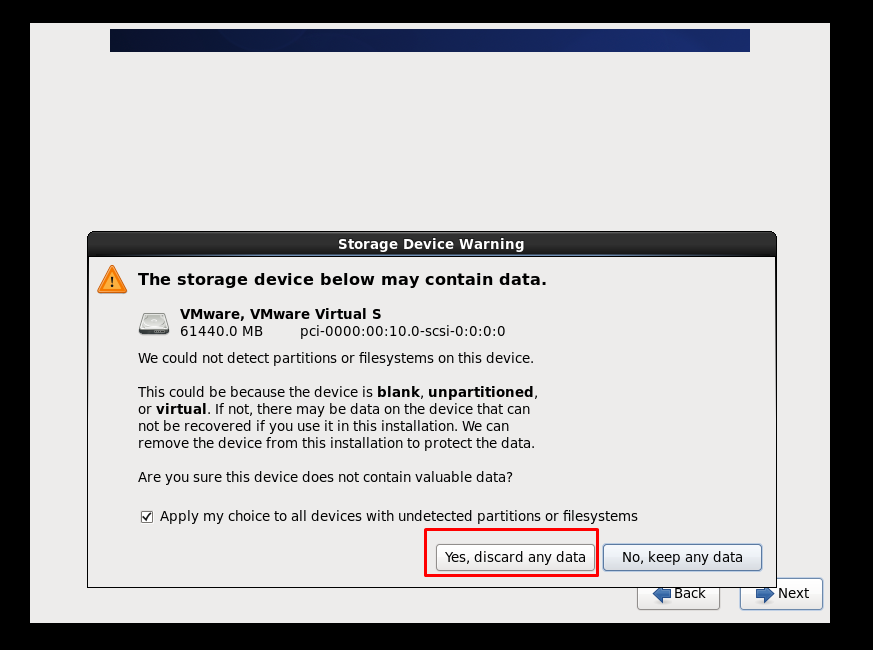 Storage Device Warning
The storage device below may contain data.
VMware, VMware Virtual S
61440.0 MB pci-0000:00:10.0-scsi-0:0:0:0
We could not detect partitions or filesystems on this device.
This could be because the device is blank, unpartitioned,
or virtual. If not, there may be data on the device that can
not be recovered if you use it in this installation. We can
remove the device from this installation to protect the data.
Are you sure this device does not contain valuable data?
Apply my choice to all devices with undetected partitions or filesystems
Yes, discard any data No, keep any data
Back Next